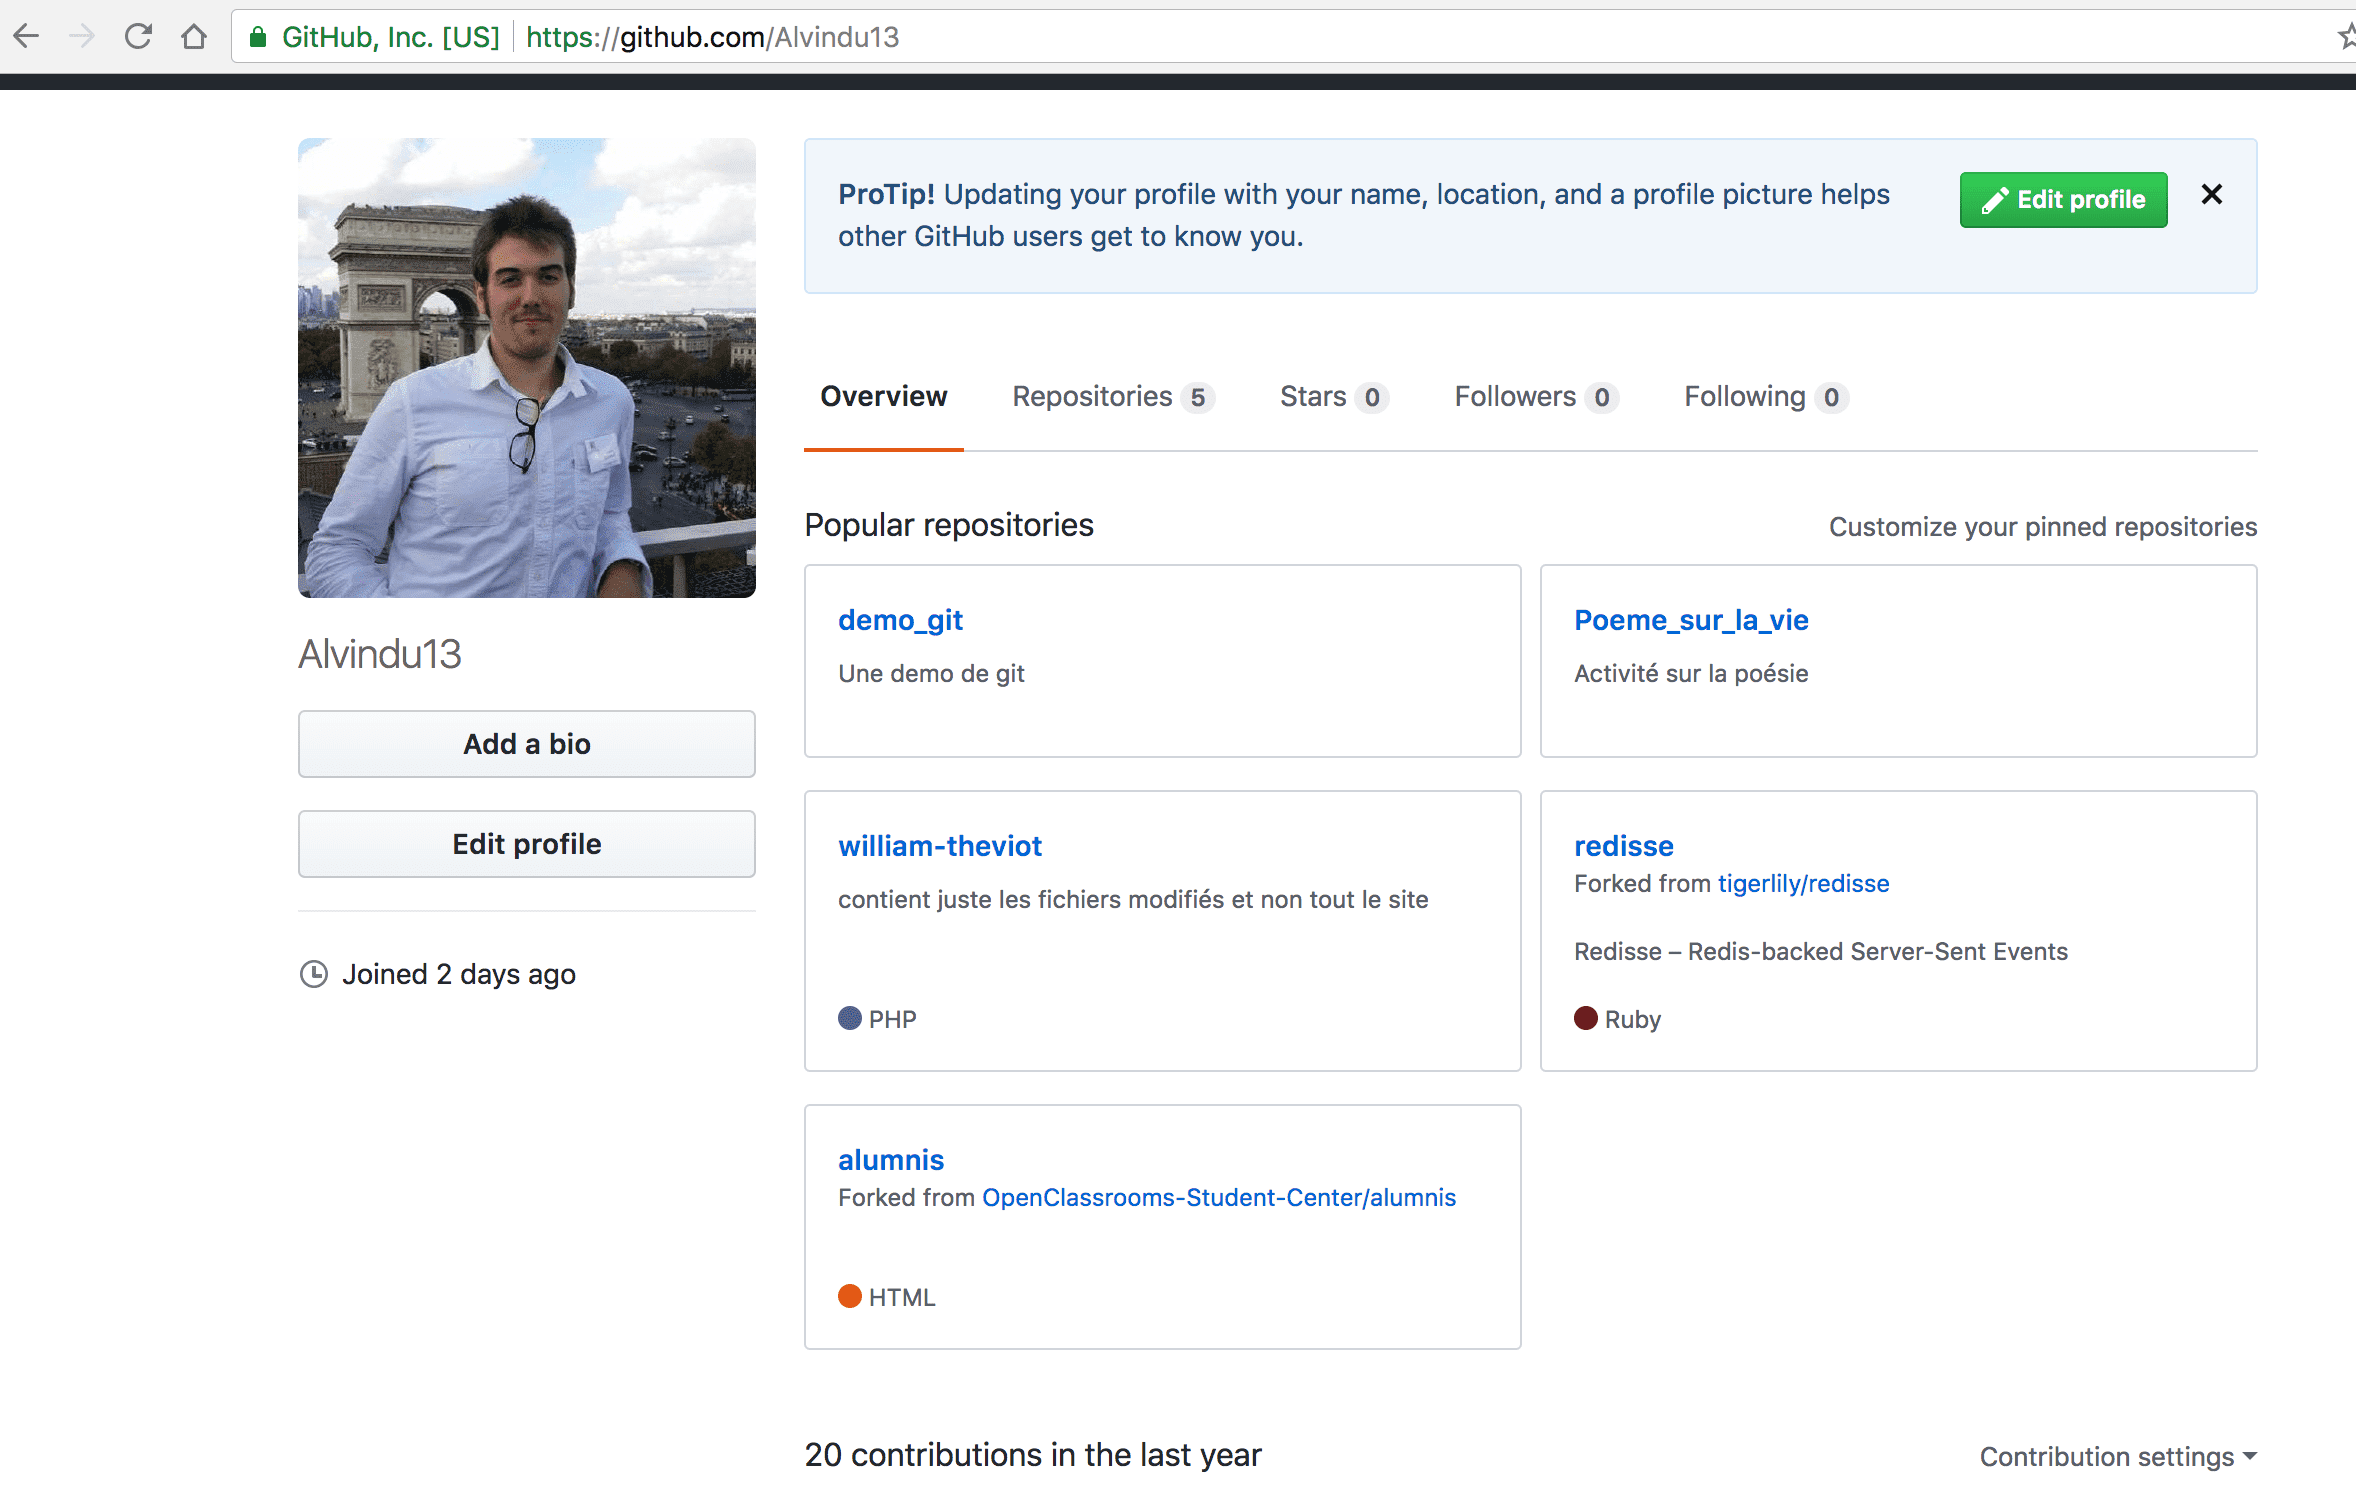 GitHub, Inc. [US] https://github.com/Alvindu13
ProTip! Updating your profile with your name, location, and a profile picture helps
other GitHub users get to know you.
Edit profile
Overview Repositories 5 Stars 0 Followers 0 Following 0
Popular repositories Customize your pinned repositories
demo_git
Une demo de git
Poeme_sur_la_vie
Activité sur la poésie
Alvindu13
Add a bio
Edit profile
Joined 2 days ago
william-theviot
contient juste les fichiers modifiés et non tout le site
PHP
redisse
Forked from tigerlily/redisse
Redisse – Redis-backed Server-Sent Events
Ruby
alumnis
Forked from OpenClassrooms-Student-Center/alumnis
HTML
20 contributions in the last year Contribution settings